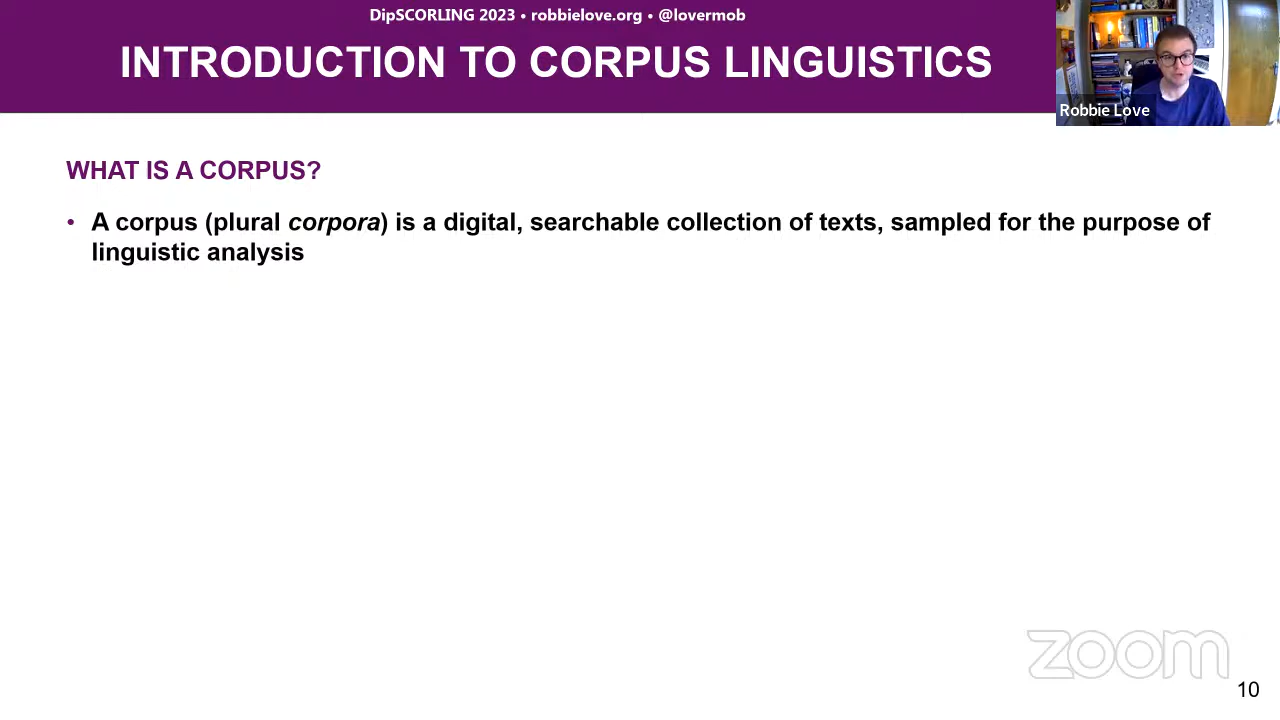 DipSCORLING 2023 • robbielove.org • @lovermob
INTRODUCTION TO CORPUS LINGUISTICS
Robbie Love
WHAT IS A CORPUS?
• A corpus (plural corpora) is a digital, searchable collection of texts, sampled for the purpose of
linguistic analysis
zoom
10